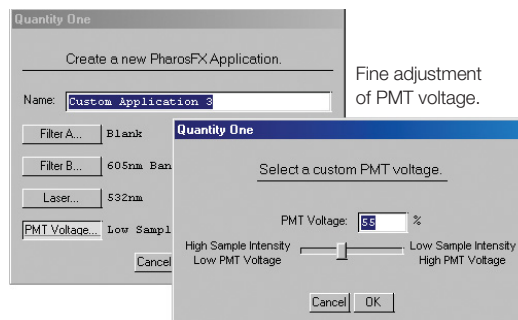 Quantity One
Create a new PharosFX Application.
Name: Custom Application 3
Filter A... Blank
Filter B... 605nm Ban
Laser... 532nm
PMT Voltage... Low Sampl
Cancel
Fine adjustment
of PMT voltage.
Quantity One
Select a custom PMT voltage.
PMT Voltage: 55 %
High Sample Intensity
Low PMT Voltage
Low Sample Intensity
High PMT Voltage
Cancel OK